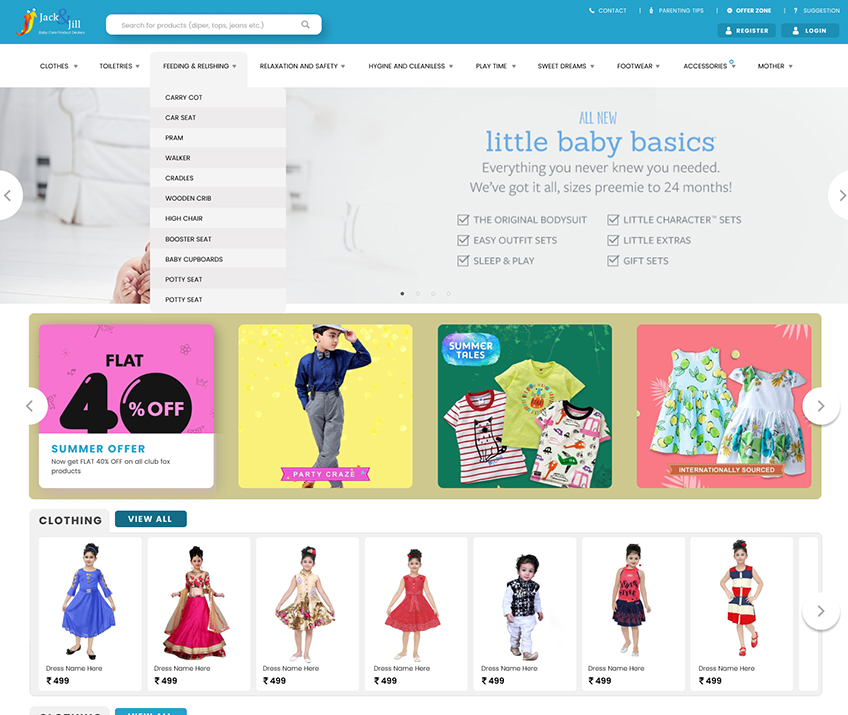 Jack&Jill
Baby Care Product Dealers
Search for products (diper, tops, jeans etc.)
CONTACT
PARENTING TIPS
OFFER ZONE
? SUGGESTION
REGISTER
LOGIN
CLOTHES
TOILETRIES
FEEDING & RELISHING
RELAXATION AND SAFETY
HYGINE AND CLEANILESS
PLAY TIME
SWEET DREAMS
FOOTWEAR
ACCESSORIES
MOTHER
CARRY COT
CAR SEAT
PRAM
WALKER
CRADLES
WOODEN CRIB
HIGH CHAIR
BOOSTER SEAT
BABY CUPBOARDS
POTTY SEAT
POTTY SEAT
ALL NEW
little baby basics
Everything you never knew you needed.
We've got it all, sizes preemie to 24 months!
THE ORIGINAL BODYSUIT
LITTLE CHARACTER™ SETS
EASY OUTFIT SETS
LITTLE EXTRAS
SLEEP & PLAY
GIFT SETS
FLAT
40 % OFF
SUMMER OFFER
Now get FLAT 40% OFF on all club fox
products
PARTY CRAZE
SUMMER
TALES
INTERNATIONALLY SOURCED
CLOTHING
VIEW ALL
Dress Name Here
₹ 499
Dress Name Here
₹ 499
Dress Name Here
₹ 499
Dress Name Here
₹ 499
Dress Name Here
₹ 499
Dress Name Here
₹ 499
Dress Name Here
₹ 499
CLOTHING
VIEW ALL